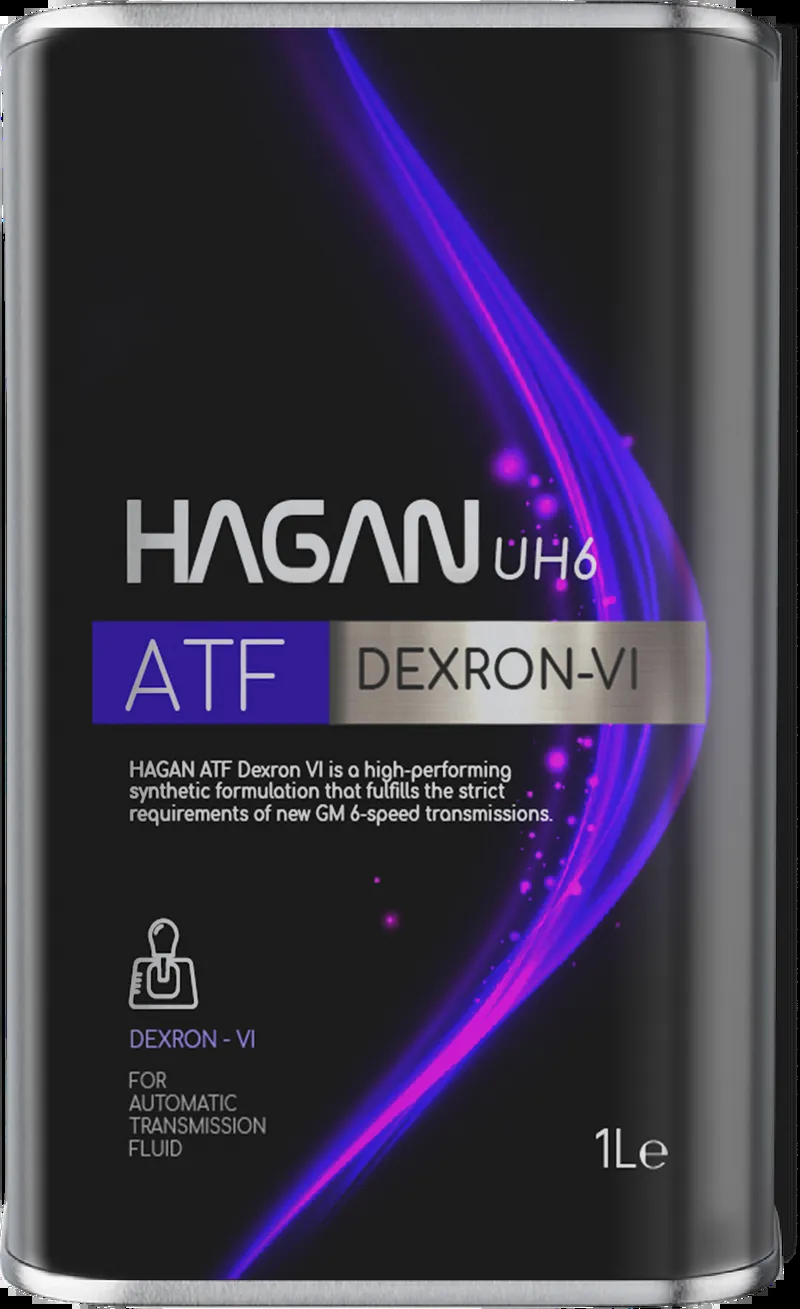 HAGAN UH6
ATF DEXRON-VI
HAGAN ATF Dexron VI is a high-performing
synthetic formulation that fulfills the strict
requirements of new GM 6-speed transmissions.
DEXRON - VI
FOR
AUTOMATIC
TRANSMISSION
FLUID
1Le